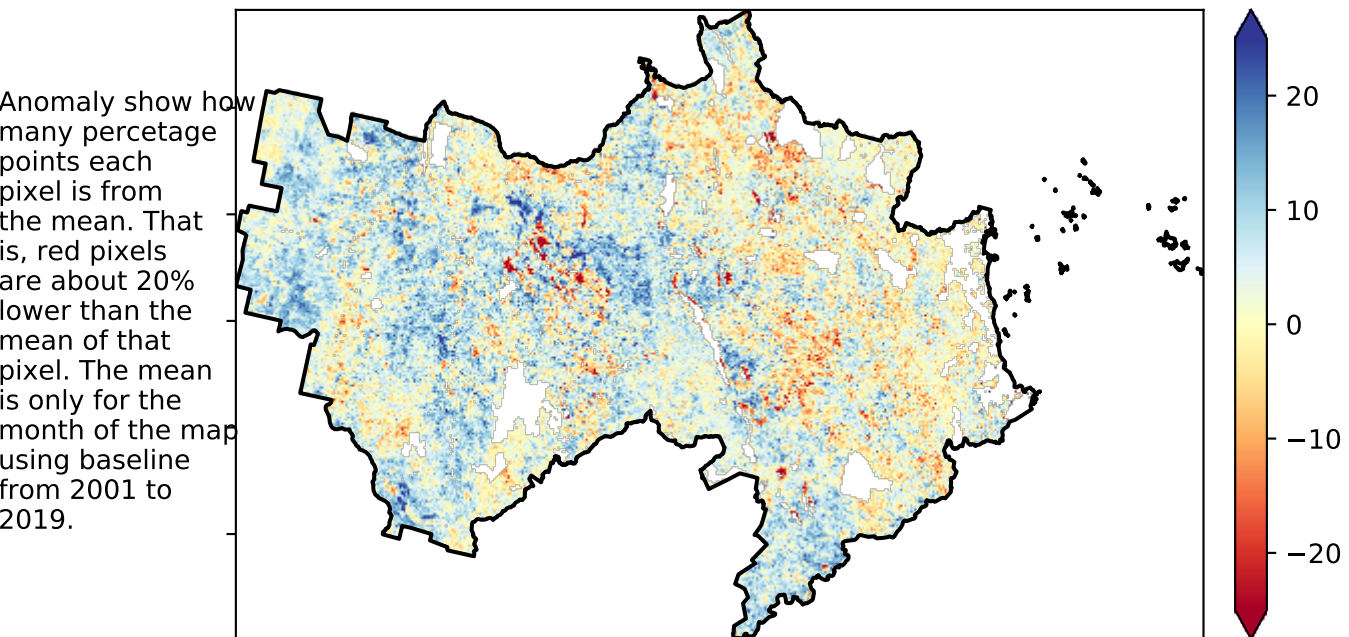 Anomaly show how
many percetage
points each
pixel is from
the mean. That
is, red pixels
are about 20%
lower than the
mean of that
pixel. The mean
is only for the
month of the map
using baseline
from 2001 to
2019.
20
10
0
−10
−20